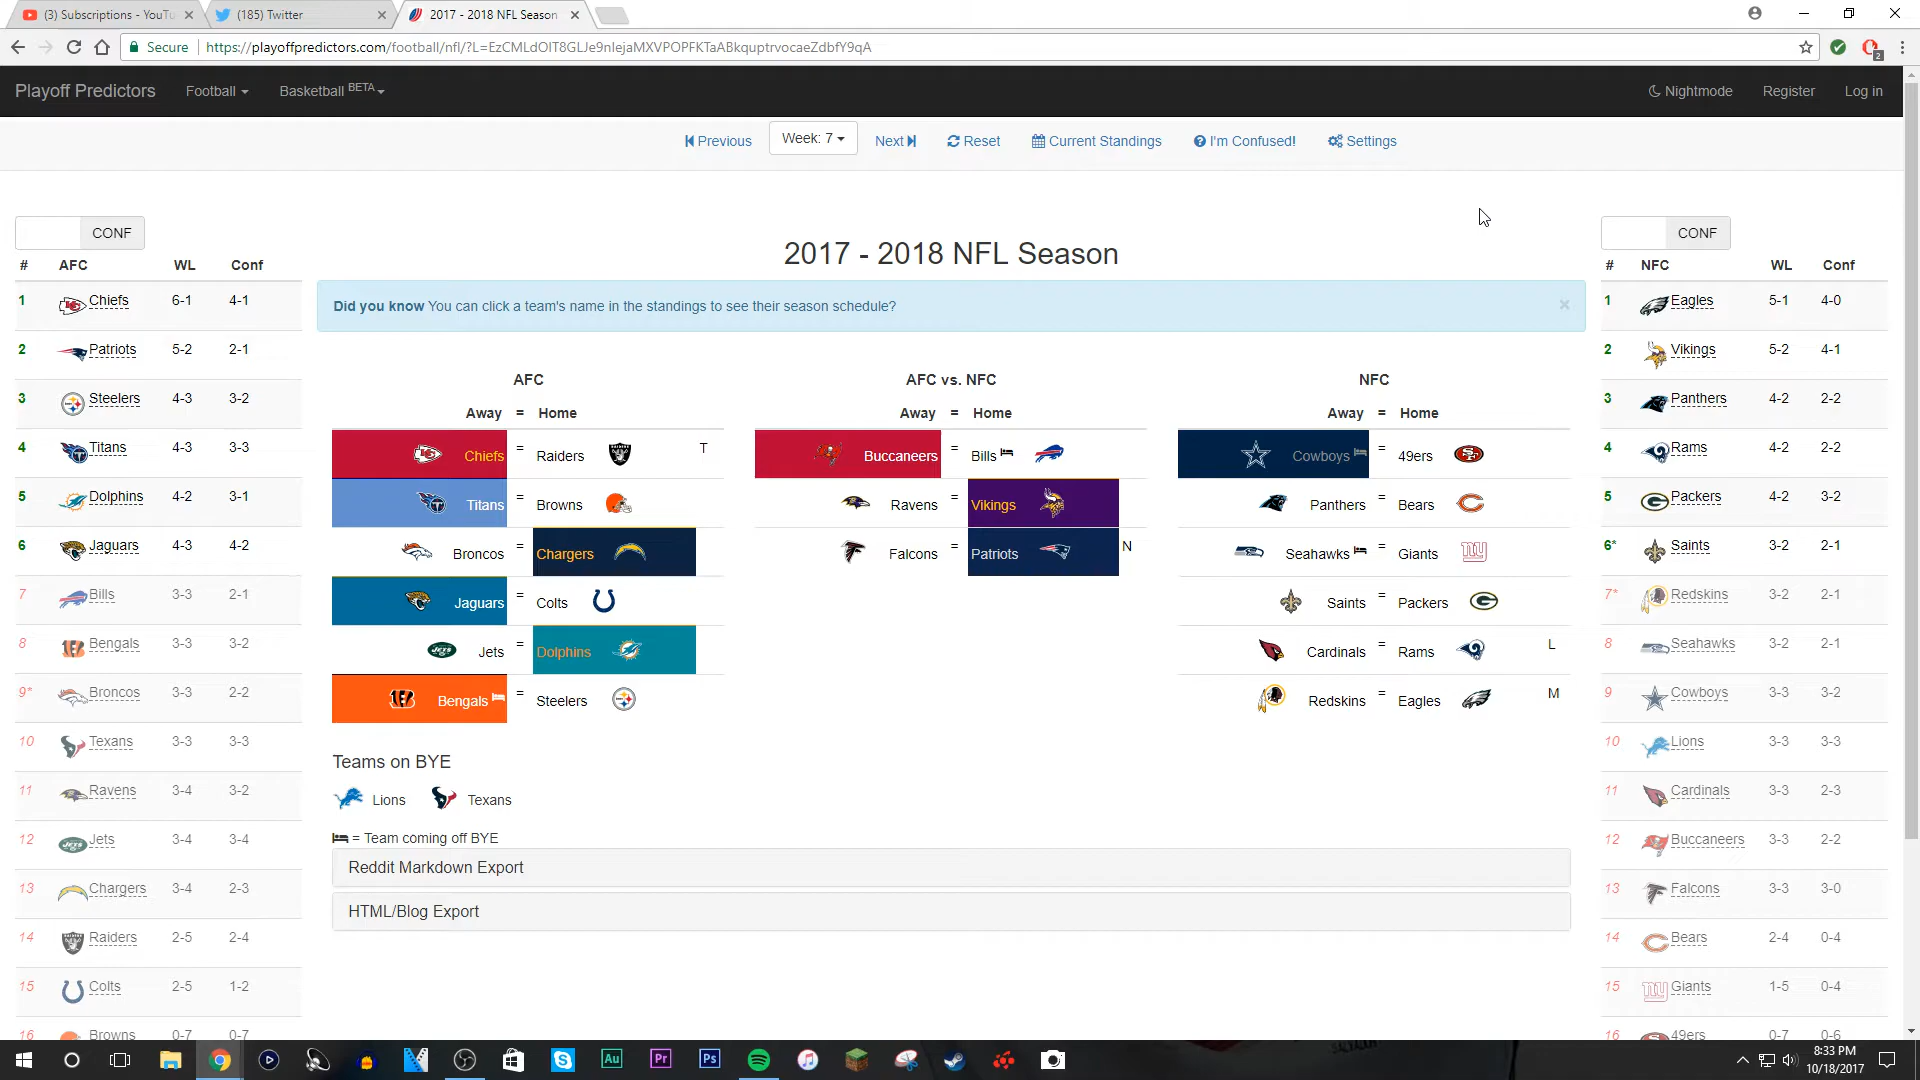 (3) Subscriptions - YouTu
(185) Twitter
2017 - 2018 NFL Season
Secure https://playoffpredictors.com/football/nfl/?L=EzCMLdOIT8GLJe9nIejaMXVPOPFKTaABkquptrvocaeZdbfY9qA
2
Playoff Predictors Football Basketball BETA Nightmode Register Log in
Previous Week: 7 Next Reset Current Standings I'm Confused! Settings
CONF
# AFC WL Conf
1 Chiefs 6-1 4-1
2 Patriots 5-2 2-1
3 Steelers 4-3 3-2
4 Titans 4-3 3-3
5 Dolphins 4-2 3-1
6 Jaguars 4-3 4-2
7 Bills 3-3 2-1
8 Bengals 3-3 3-2
9* Broncos 3-3 2-2
10 Texans 3-3 3-3
11 Ravens 3-4 3-2
12 Jets 3-4 3-4
13 Chargers 3-4 2-3
14 Raiders 2-5 2-4
15 Colts 2-5 1-2
16 Browns 0-7 0-7
2017 - 2018 NFL Season
Did you know You can click a team's name in the standings to see their season schedule? ×
AFC
Away = Home
Chiefs = Raiders T
Titans = Browns
Broncos = Chargers
Jaguars = Colts
Jets = Dolphins
Bengals = Steelers
AFC vs. NFC
Away = Home
Buccaneers = Bills
Ravens = Vikings
Falcons = Patriots N
NFC
Away = Home
Cowboys = 49ers
Panthers = Bears
Seahawks = Giants
Saints = Packers
Cardinals = Rams L
Redskins = Eagles M
Teams on BYE
Lions Texans
= Team coming off BYE
Reddit Markdown Export
HTML/Blog Export
CONF
# NFC WL Conf
1 Eagles 5-1 4-0
2 Vikings 5-2 4-1
3 Panthers 4-2 2-2
4 Rams 4-2 2-2
5 Packers 4-2 3-2
6* Saints 3-2 2-1
7* Redskins 3-2 2-1
8 Seahawks 3-2 2-1
9 Cowboys 3-3 3-2
10 Lions 3-3 3-3
11 Cardinals 3-3 2-3
12 Buccaneers 3-3 2-2
13 Falcons 3-3 3-0
14 Bears 2-4 0-4
15 Giants 1-5 0-4
16 49ers 0-7 0-6
Au Pr Ps
8:33 PM
10/18/2017